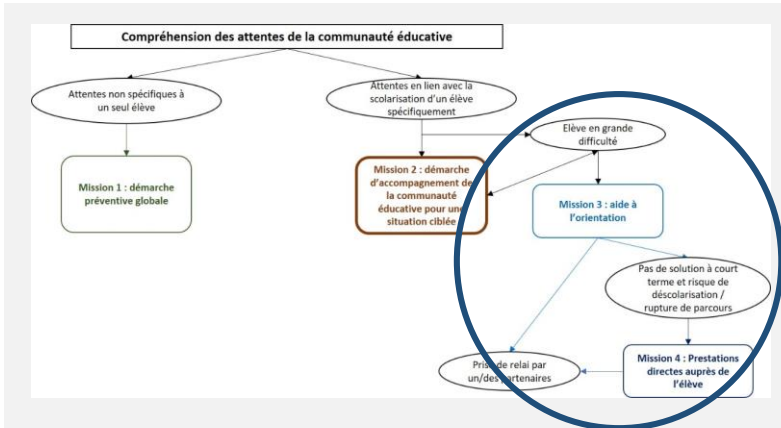 Compréhension des attentes de la communauté éducative
Attentes non spécifiques à
un seul élève
Attentes en lien avec la
scolarisation d'un élève
spécifiquement
Elève en grande
difficulté
Mission 1 : démarche
préventive globale
Mission 2 : démarche
d'accompagnement de
la communauté
éducative pour une
situation ciblée
Mission 3 : aide à
l'orientation
Pas de solution à court
terme et risque de
déscolarisation /
rupture de parcours
Prise de relai par
un/des partenaires
Mission 4 : Prestations
directes auprès de
l'élève